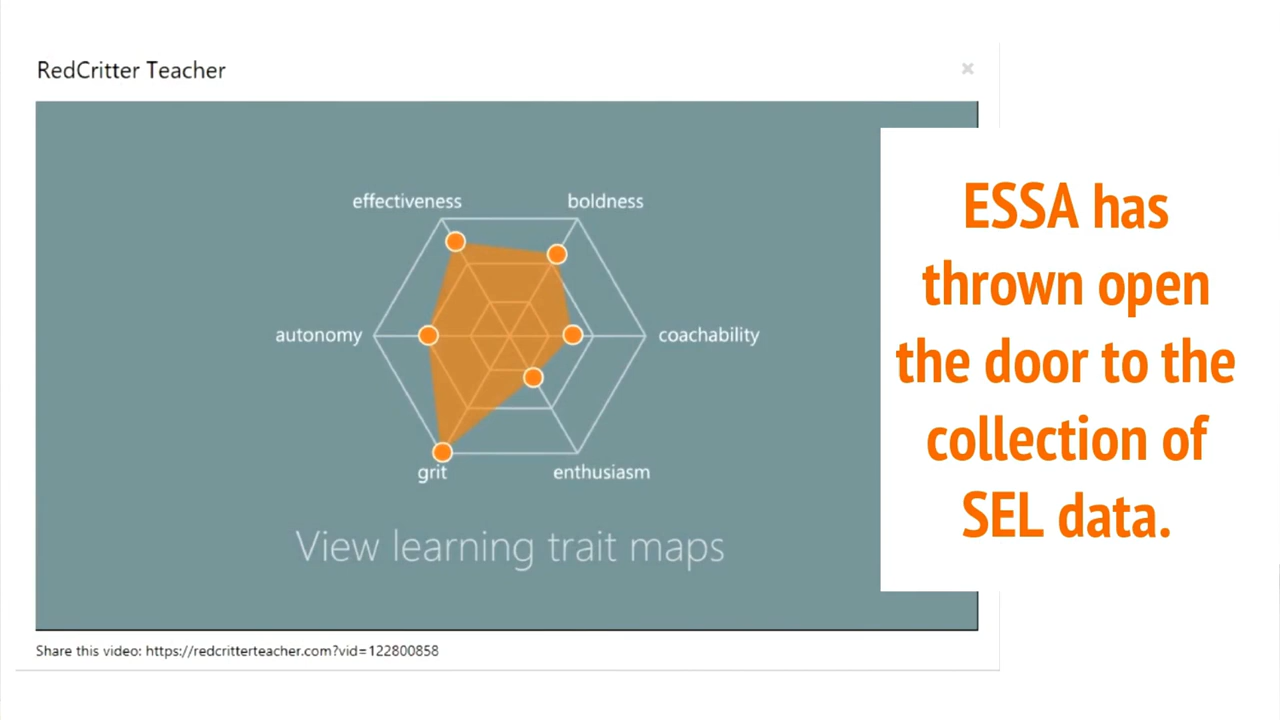 RedCritter Teacher
×
effectiveness
boldness
autonomy
coachability
grit
enthusiasm
View learning trait maps
Share this video: https://redcritterteacher.com?vid=122800858
ESSA has
thrown open
the door to the
collection of
SEL data.